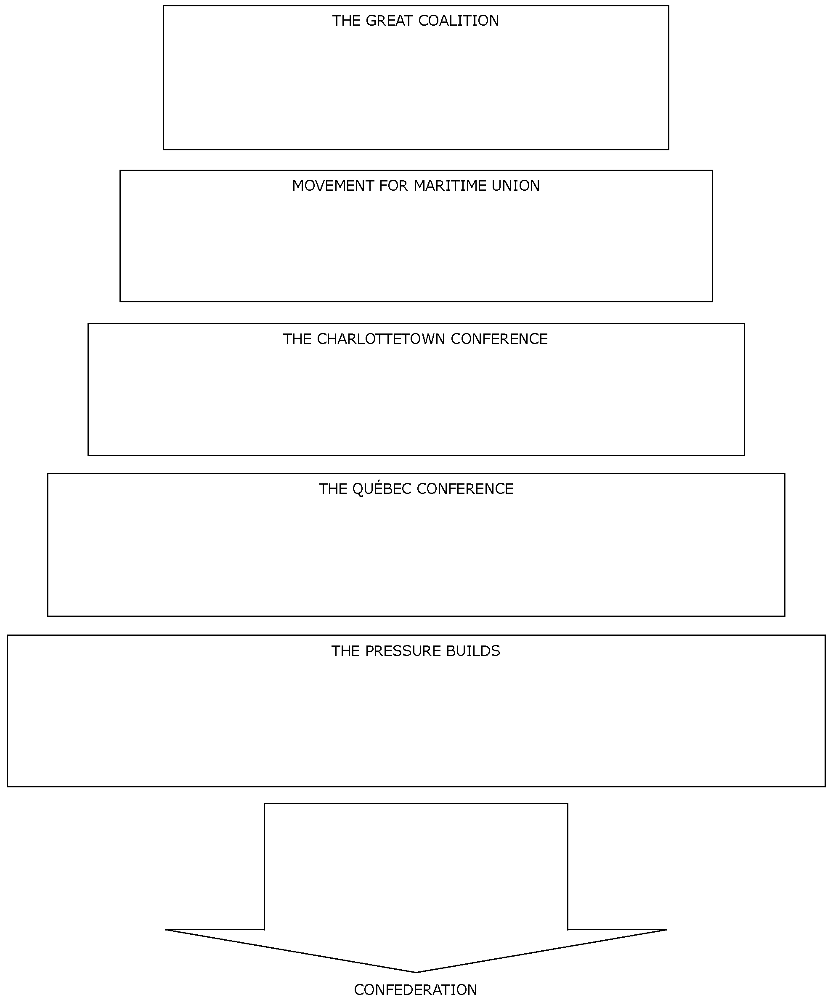 THE GREAT COALITION
MOVEMENT FOR MARITIME UNION
THE CHARLOTTETOWN CONFERENCE
THE QUÉBEC CONFERENCE
THE PRESSURE BUILDS
CONFEDERATION